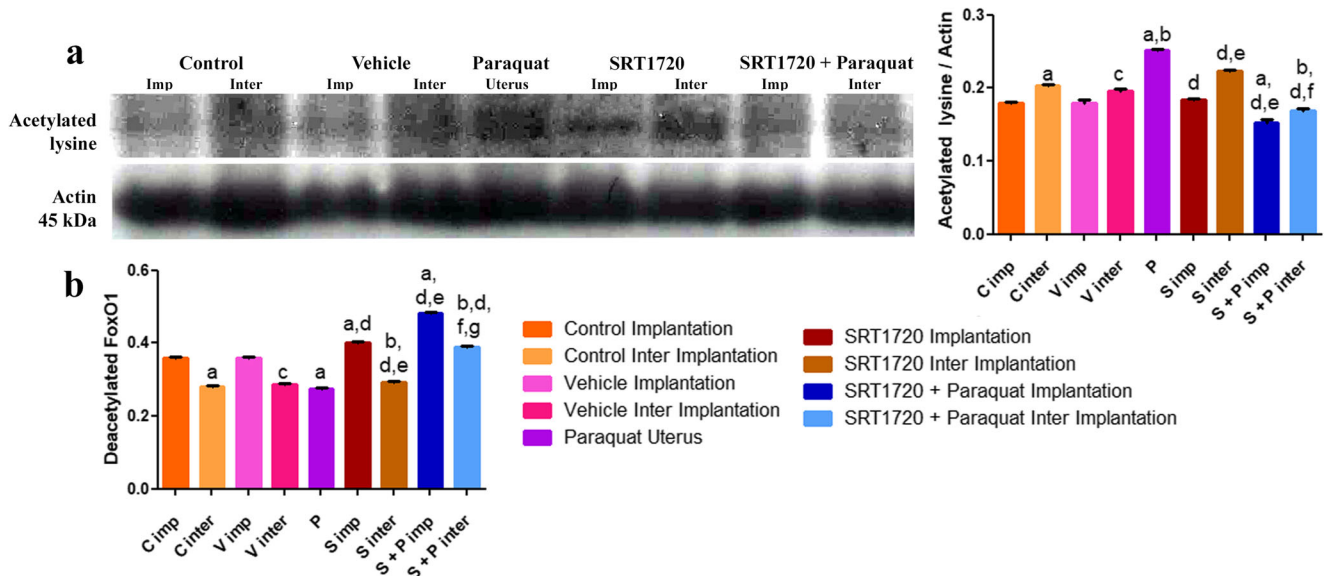 a
Control
Vehicle
Paraquat
SRT1720
SRT1720 + Paraquat
Imp
Inter
Imp
Inter
Uterus
Imp
Inter
Imp
Inter
Acetylated
lysine
Actin
45 kDa
Acetylated lysine / Actin
0.3
0.2
0.1
0.0
a
c
a,b
d
d,e
a,
d,e
b,
d,f
C imp
C inter
V imp
V inter
P
S imp
S inter
S + P imp
S + P inter
b
Deacetylated FoxO1
0.6
0.4
0.2
0.0
a
c
a
a,d
b,
d,e
a,
d,e
b,d,
f,g
C imp
C inter
V imp
V inter
P
S imp
S inter
S + P imp
S + P inter
Control Implantation
Control Inter Implantation
Vehicle Implantation
Vehicle Inter Implantation
Paraquat Uterus
SRT1720 Implantation
SRT1720 Inter Implantation
SRT1720 + Paraquat Implantation
SRT1720 + Paraquat Inter Implantation